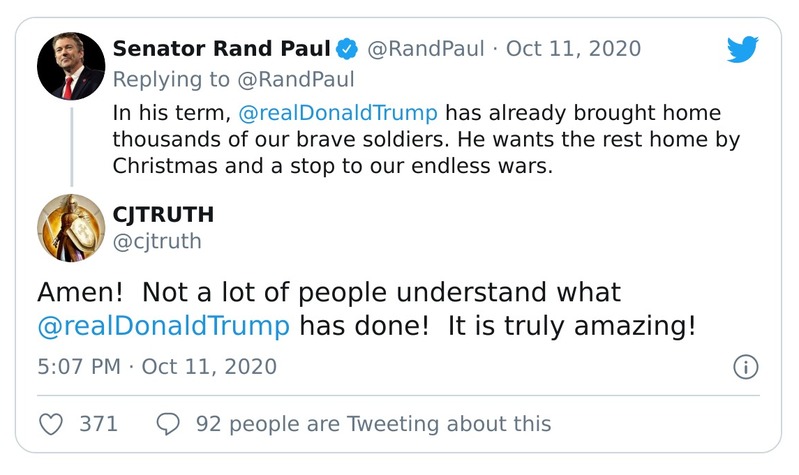 Senator Rand Paul @RandPaul · Oct 11, 2020
Replying to @RandPaul
In his term, @realDonaldTrump has already brought home
thousands of our brave soldiers. He wants the rest home by
Christmas and a stop to our endless wars.
CJTRUTH
@cjtruth
Amen!  Not a lot of people understand what
@realDonaldTrump has done!  It is truly amazing!
5:07 PM · Oct 11, 2020
371 92 people are Tweeting about this